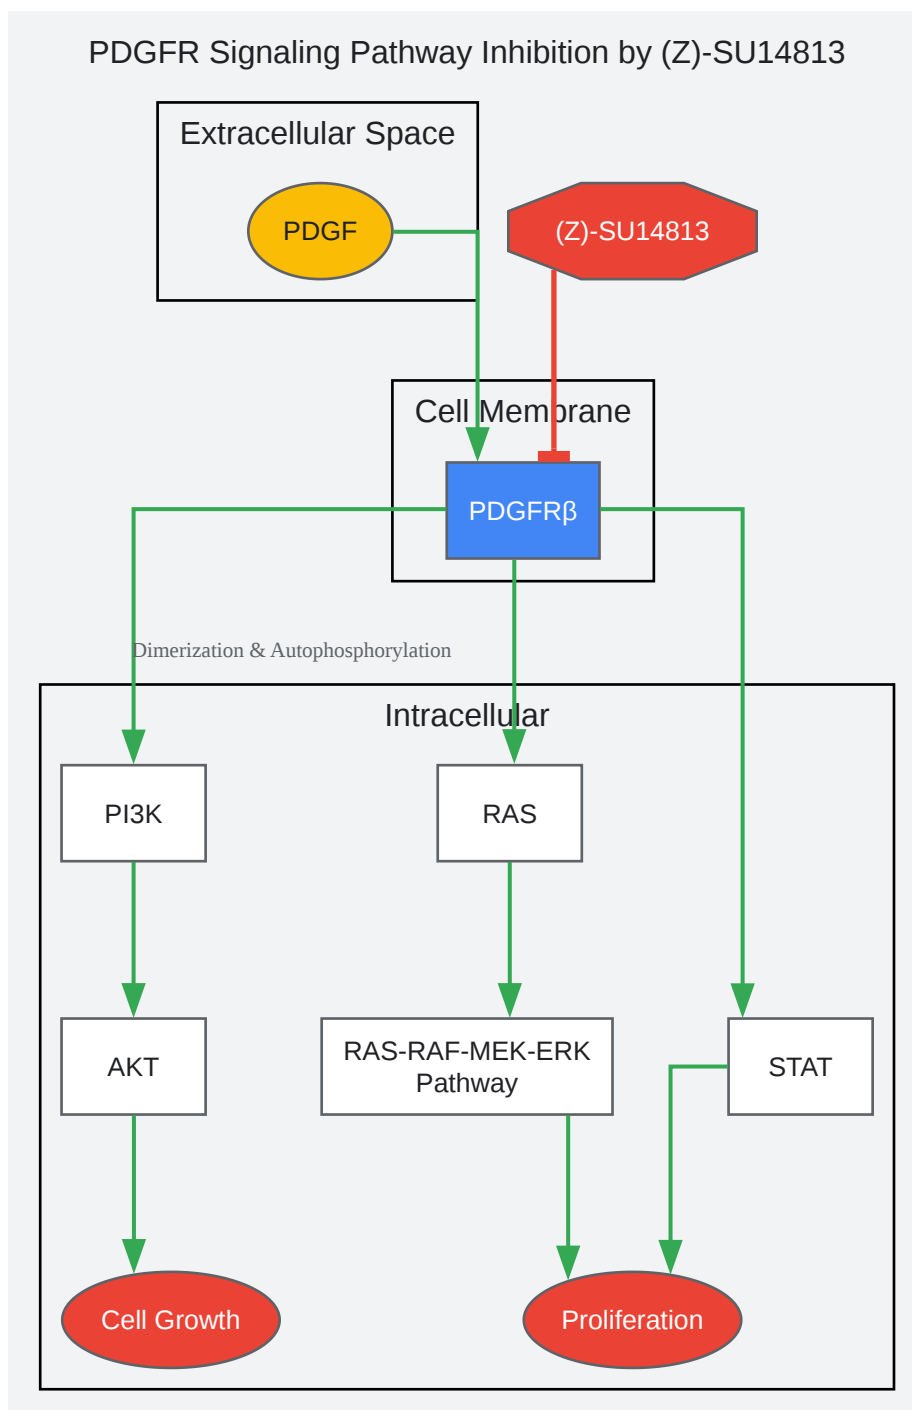 PDGFR Signaling Pathway Inhibition by (Z)-SU14813
Extracellular Space
PDGF
(Z)-SU14813
Cell Membrane
PDGFRβ
Dimerization & Autophosphorylation
Intracellular
PI3K
RAS
AKT
RAS-RAF-MEK-ERK
Pathway
STAT
Cell Growth
Proliferation